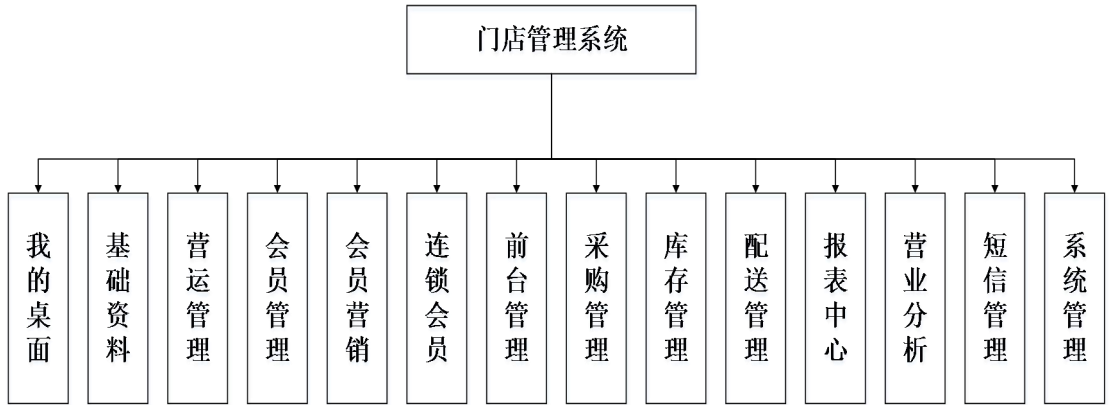 门店管理系统
我的桌面
基础资料
营运管理
会员管理
会员营销
连锁会员
前台管理
采购管理
库存管理
配送管理
报表中心
营业分析
短信管理
系统管理